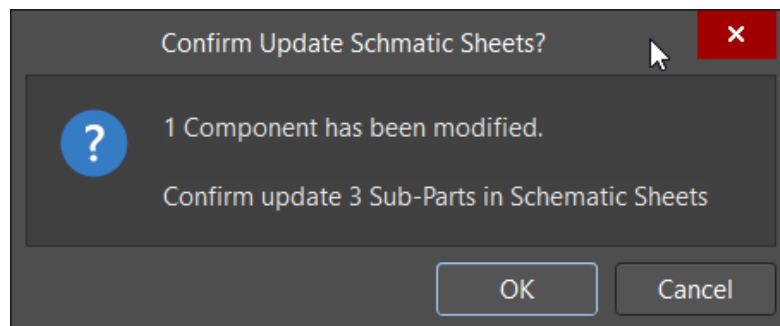 Confirm Update Schmatic Sheets?
1 Component has been modified.
Confirm update 3 Sub-Parts in Schematic Sheets
OK
Cancel